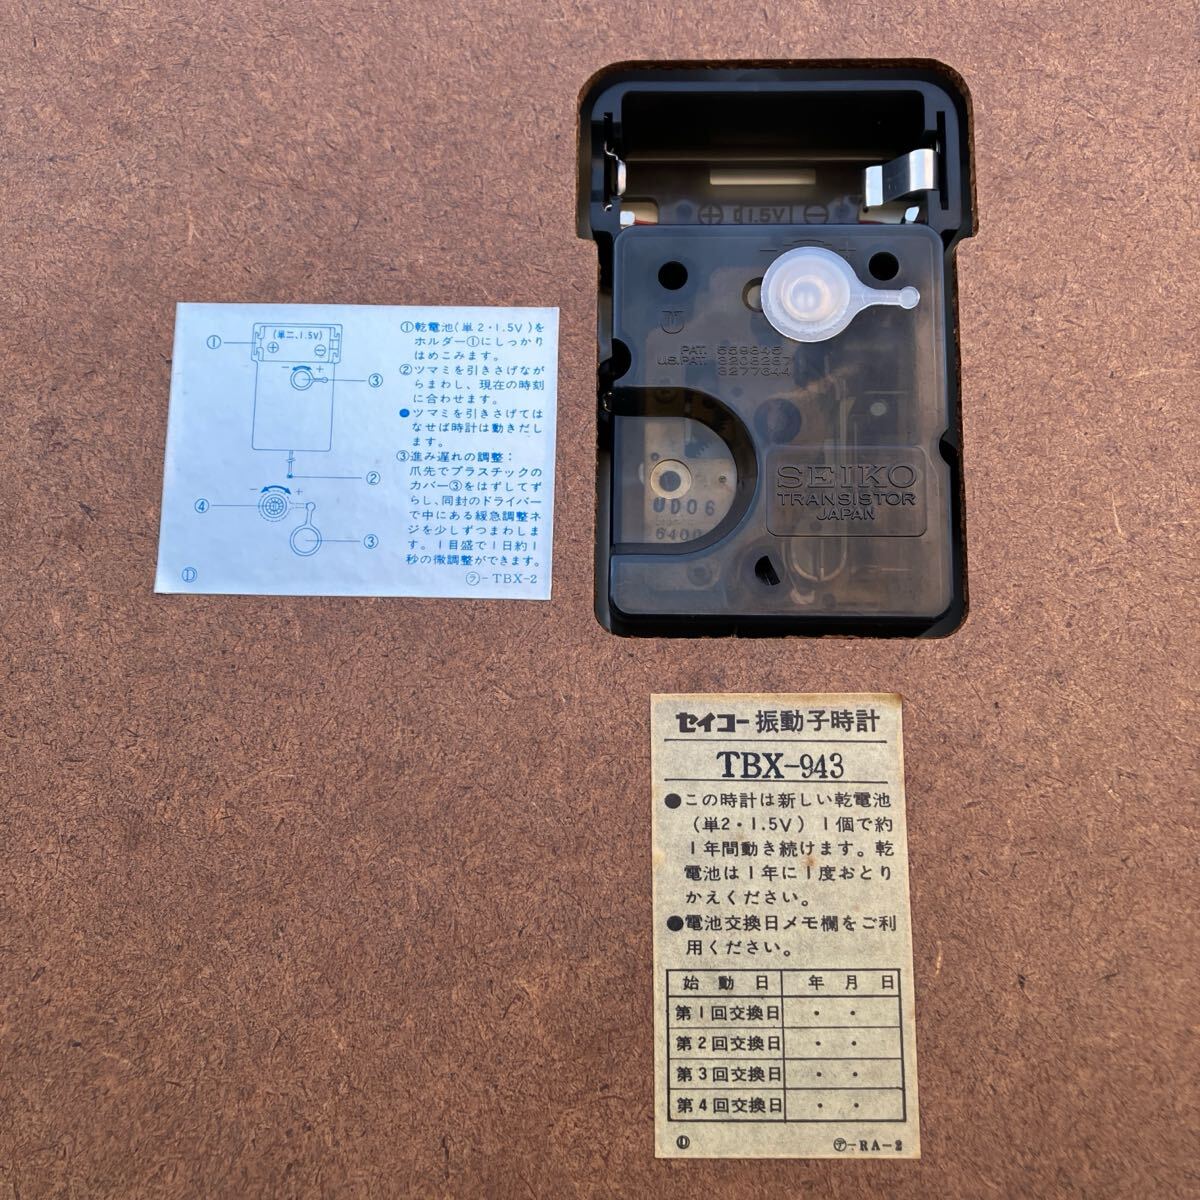 ⊕ 1.5V ⊖
− +
PAT. 559845
U.S.PAT. 3208287
3277644
UD06
6400
SEIKO
TRANSISTOR
JAPAN
(単二、1.5V)
⊕ ⊖
①
− +
③
②
④
− +
③
①乾電池(単2・1.5V)を
ホルダー①にしっかり
はめこみます。
②ツマミを引きさげなが
らまわし、現在の時刻
に合わせます。
●ツマミを引きさげては
なせば時計は動きだし
ます。
③進み遅れの調整:
爪先でプラスチックの
カバー③をはずしてず
らし、同封のドライバー
で中にある緩急調整ネ
ジを少しずつまわしま
す。1目盛で1日約1
秒の微調整ができます。
Ⓓ
㋶-TBX-2
セイコー振動子時計
TBX-943
●この時計は新しい乾電池
(単2・1.5V) 1個で約
1年間動き続けます。乾
電池は1年に1度おとり
かえください。
●電池交換日メモ欄をご利
用ください。
始動日 年 月 日
第1回交換日 ・ ・
第2回交換日 ・ ・
第3回交換日 ・ ・
第4回交換日 ・ ・
Ⓓ
㋢-RA-2